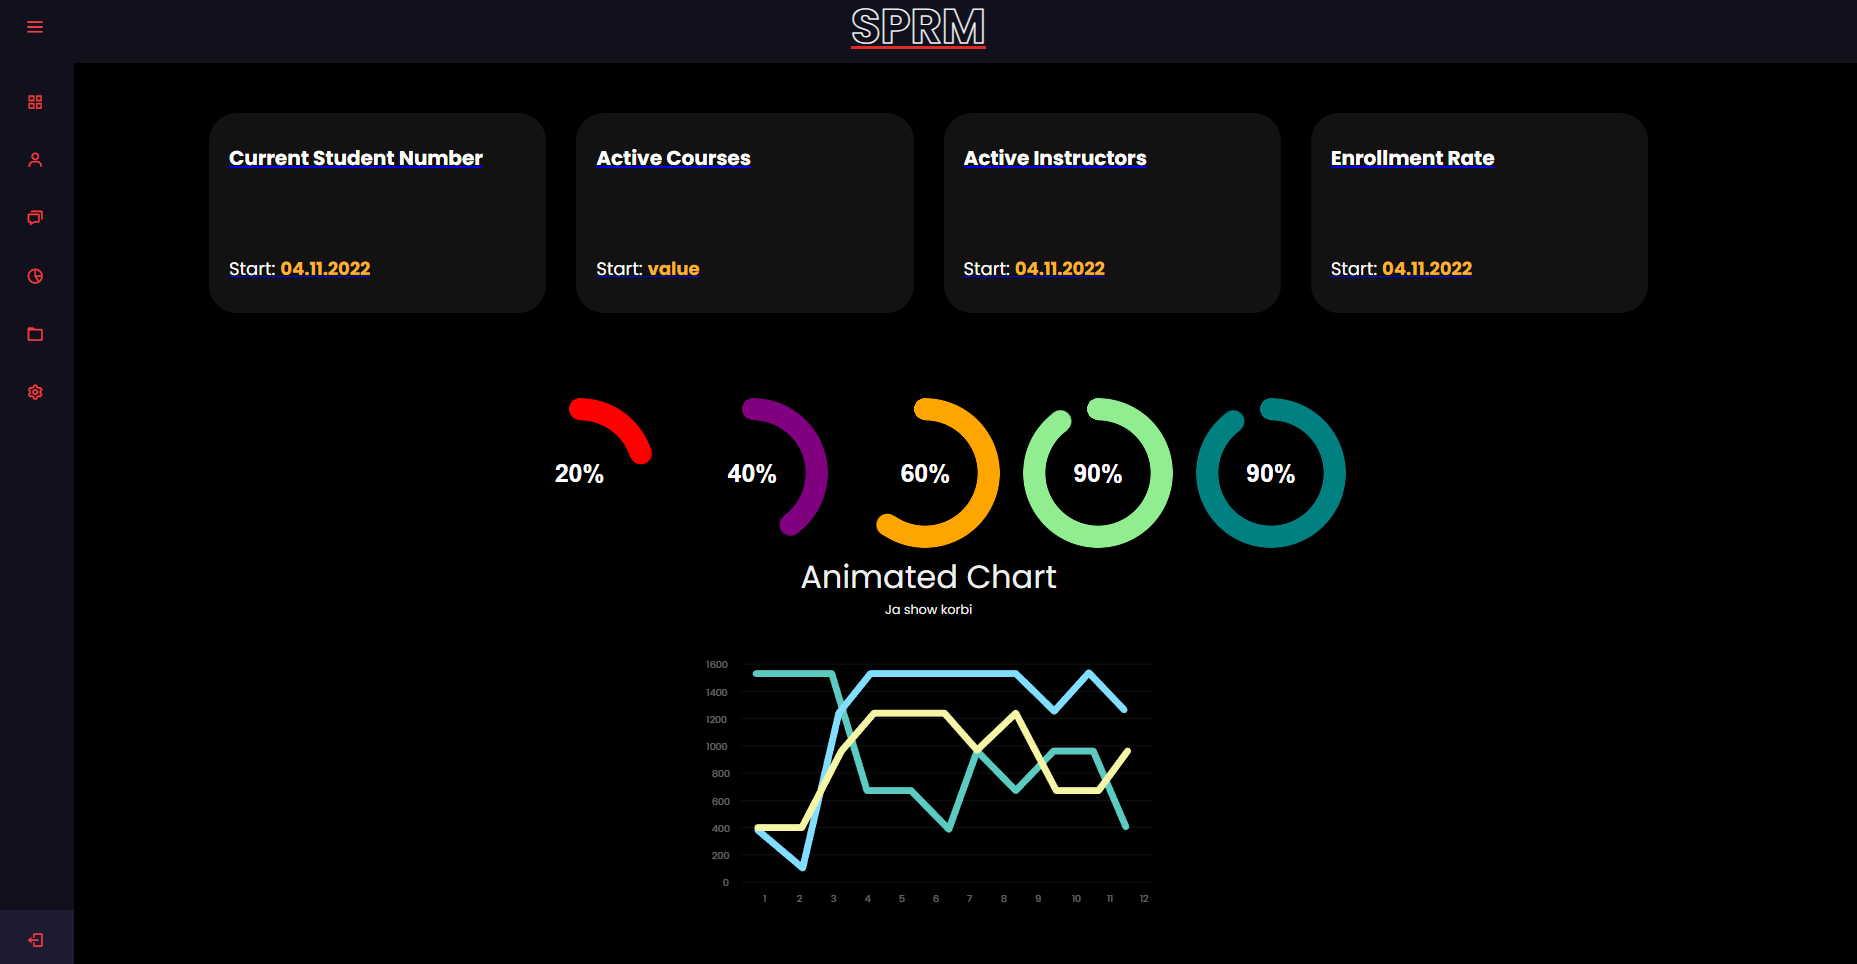 SPRM
Current Student Number
Start: 04.11.2022
Active Courses
Start: value
Active Instructors
Start: 04.11.2022
Enrollment Rate
Start: 04.11.2022
20%
40%
60%
90%
90%
Animated Chart
Ja show korbi
1600
1400
1200
1000
800
600
400
200
0
1 2 3 4 5 6 7 8 9 10 11 12